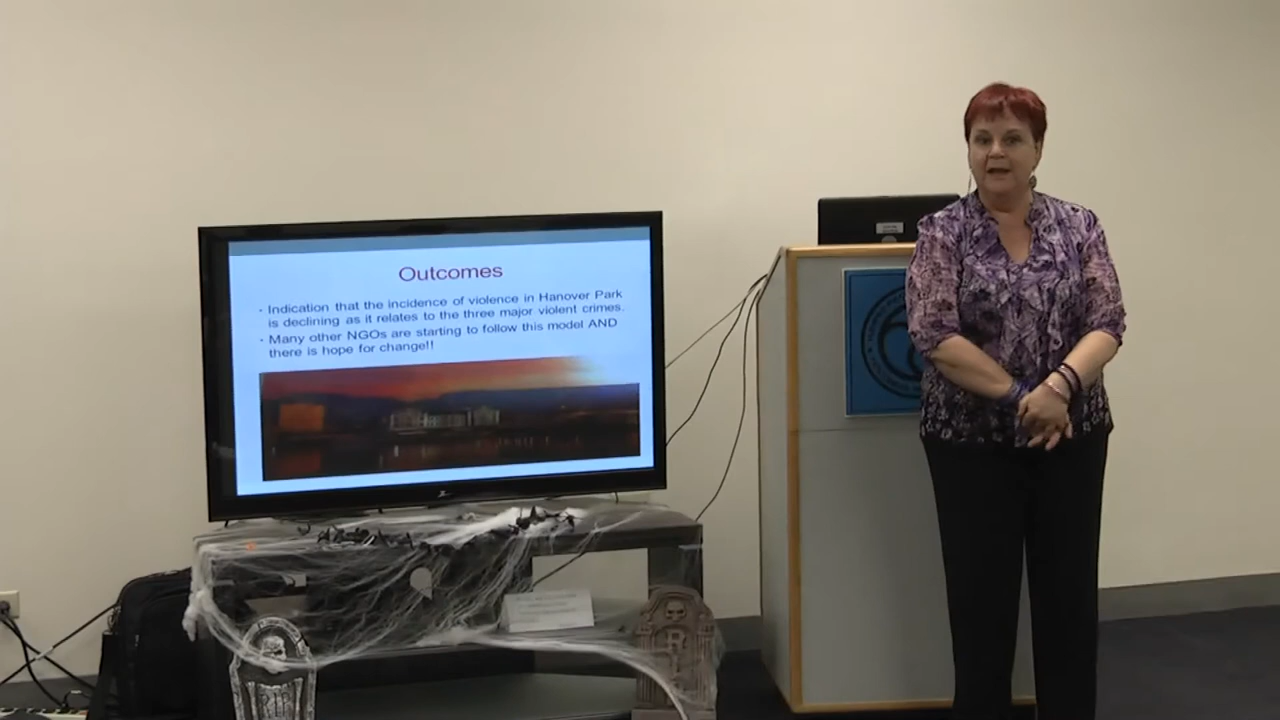 Outcomes
• Indication that the incidence of violence in Hanover Park
is declining as it relates to the three major violent crimes.
• Many other NGOs are starting to follow this model AND
there is hope for change!!
RIP